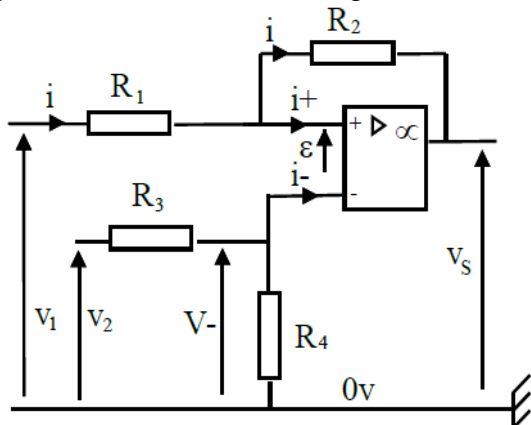 i R₂
i R₁ i+ + ▷ ∝
ε
i- -
R₃
v₁ v₂ V- R₄ vS
0v